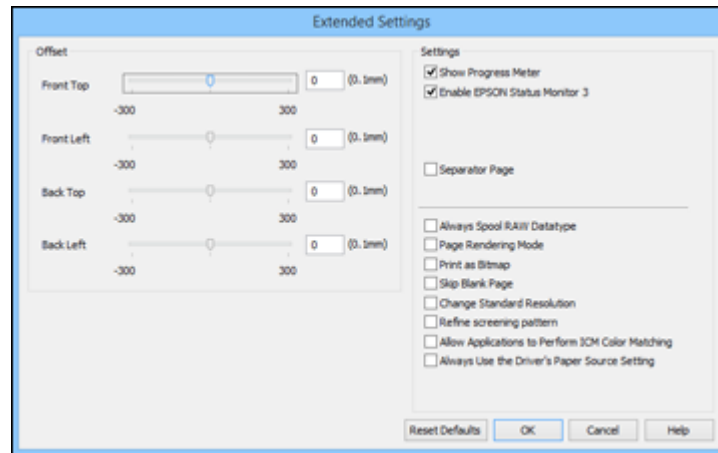 Extended Settings
Offset
Front Top
0
(0.1mm)
-300
300
Front Left
0
(0.1mm)
-300
300
Back Top
0
(0.1mm)
-300
300
Back Left
0
(0.1mm)
-300
300
Settings
Show Progress Meter
Enable EPSON Status Monitor 3
Separator Page
Always Spool RAW Datatype
Page Rendering Mode
Print as Bitmap
Skip Blank Page
Change Standard Resolution
Refine screening pattern
Allow Applications to Perform ICM Color Matching
Always Use the Driver's Paper Source Setting
Reset Defaults
OK
Cancel
Help